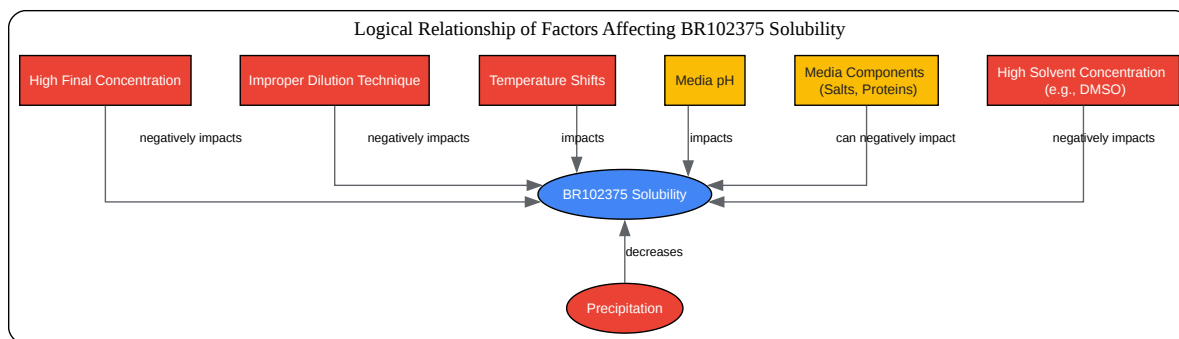 Logical Relationship of Factors Affecting BR102375 Solubility
High Final Concentration
Improper Dilution Technique
Temperature Shifts
Media pH
Media Components
(Salts, Proteins)
High Solvent Concentration
(e.g., DMSO)
negatively impacts
negatively impacts
impacts
impacts
can negatively impact
negatively impacts
BR102375 Solubility
decreases
Precipitation